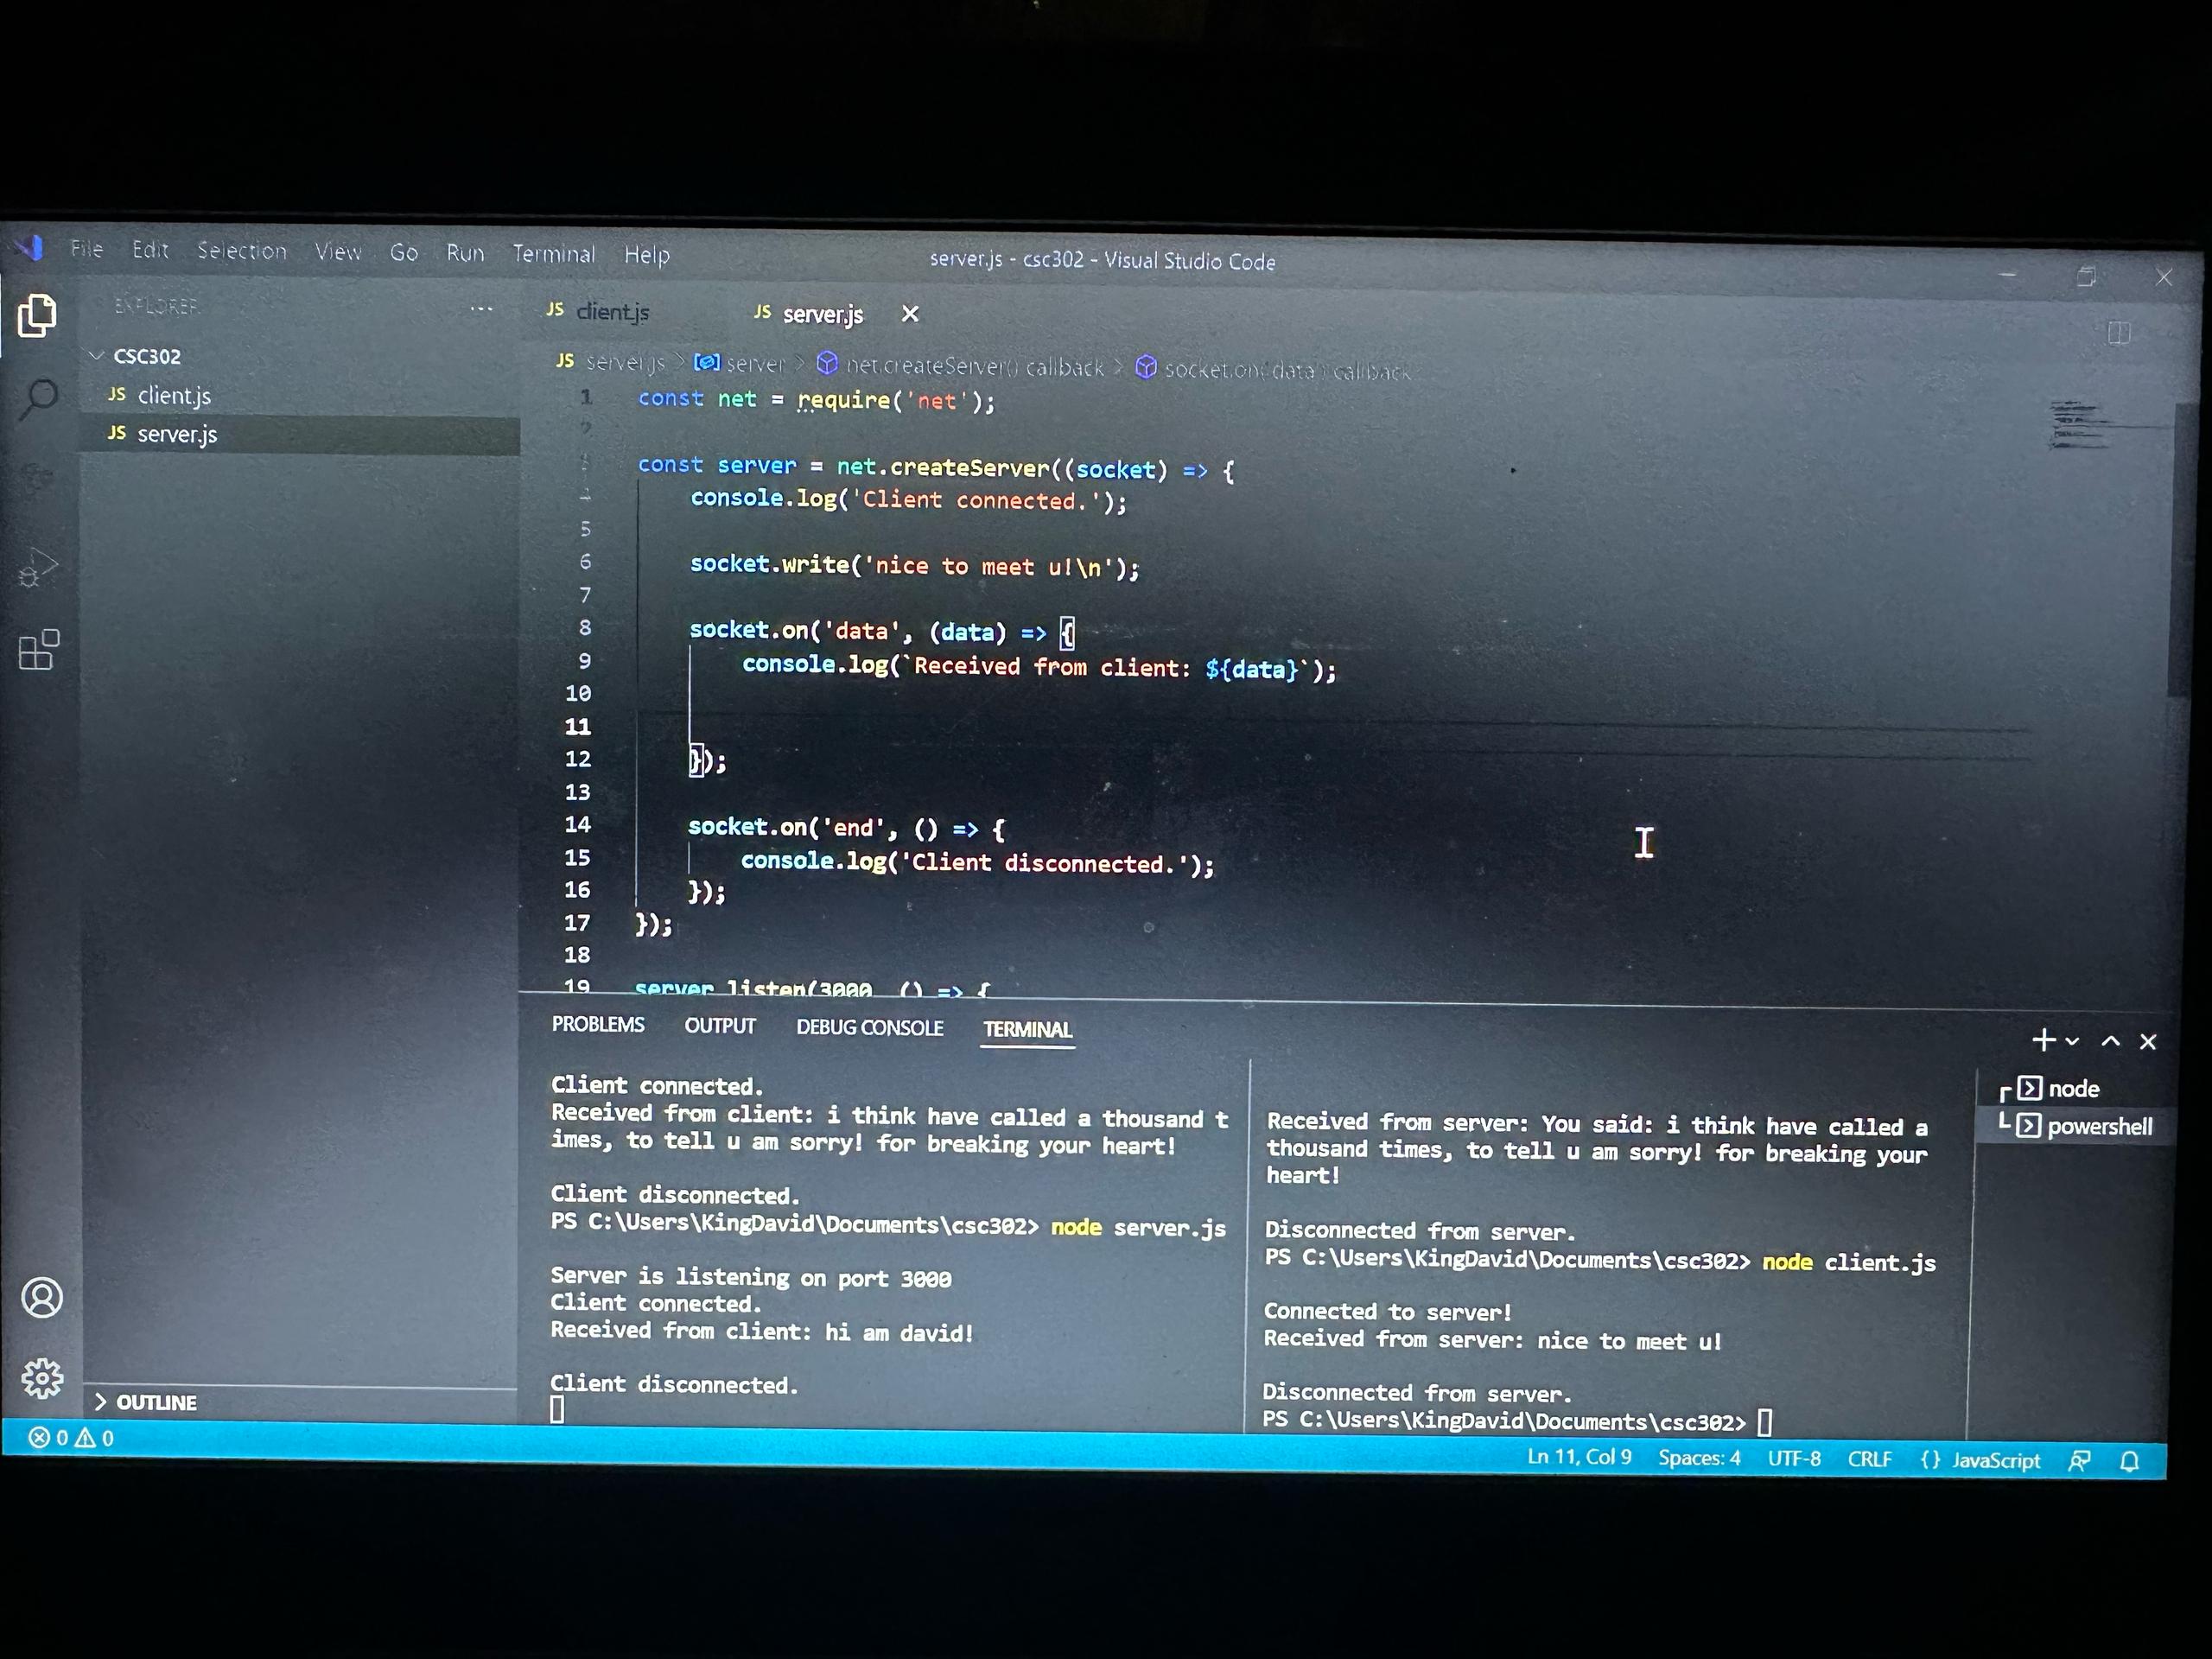 File Edit Selection View Go Run Terminal Help
server.js - csc302 - Visual Studio Code
EXPLORER
CSC302
JS client.js
JS server.js
OUTLINE
JS client.js JS server.js
JS server.js > server > net.createServer() callback > socket.on('data') callback
1 const net = require('net');
2
const server = net.createServer((socket) => {
console.log('Client connected.');
5
6 socket.write('nice to meet u!\n');
7
8 socket.on('data', (data) => {
9 console.log(`Received from client: ${data}`);
10
11
12 });
13
14 socket.on('end', () => {
15 console.log('Client disconnected.');
16 });
17 });
18
19 server listen(3000 () => {
PROBLEMS OUTPUT DEBUG CONSOLE TERMINAL
Client connected.
Received from client: i think have called a thousand t
imes, to tell u am sorry! for breaking your heart!
Client disconnected.
PS C:\Users\KingDavid\Documents\csc302> node server.js
Server is listening on port 3000
Client connected.
Received from client: hi am david!
Client disconnected.
Received from server: You said: i think have called a
thousand times, to tell u am sorry! for breaking your
heart!
Disconnected from server.
PS C:\Users\KingDavid\Documents\csc302> node client.js
Connected to server!
Received from server: nice to meet u!
Disconnected from server.
PS C:\Users\KingDavid\Documents\csc302>
node
powershell
0 0
Ln 11, Col 9 Spaces: 4 UTF-8 CRLF {} JavaScript